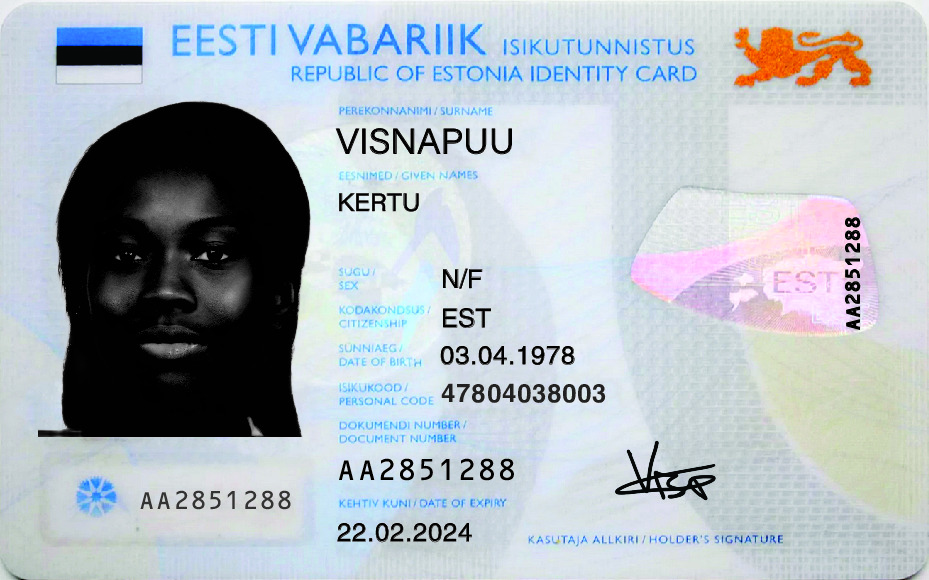 EESTI VABARIIK ISIKUTUNNISTUS
REPUBLIC OF ESTONIA IDENTITY CARD
PEREKONNANIMI / SURNAME
VISNAPUU
EESNIMED / GIVEN NAMES
KERTU
SUGU / SEX N/F
KODAKONDSUS / CITIZENSHIP EST
SÜNNIAEG / DATE OF BIRTH 03.04.1978
ISIKUKOOD / PERSONAL CODE 47804038003
DOKUMENDI NUMBER / DOCUMENT NUMBER
AA2851288
KEHTIV KUNI / DATE OF EXPIRY
22.02.2024
AA2851288
EST
AA2851288
KASUTAJA ALLKIRI / HOLDER'S SIGNATURE